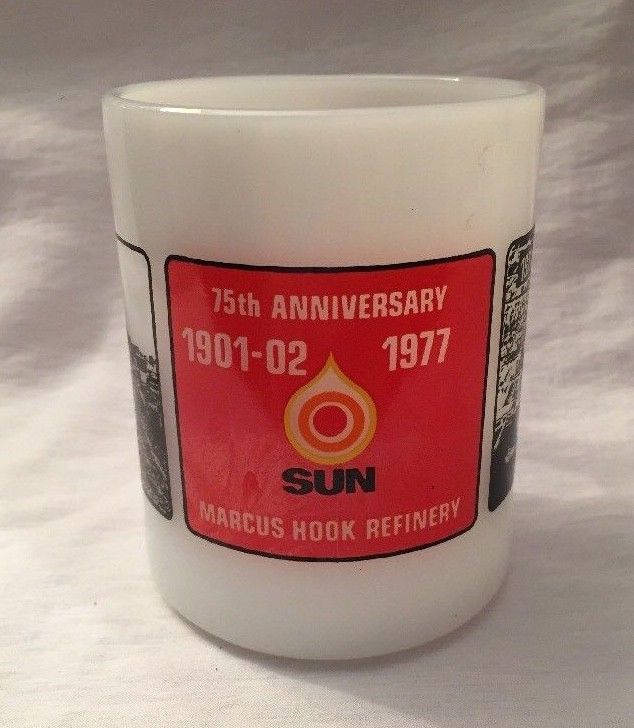 75th ANNIVERSARY
1901-02 1977
SUN
MARCUS HOOK REFINERY